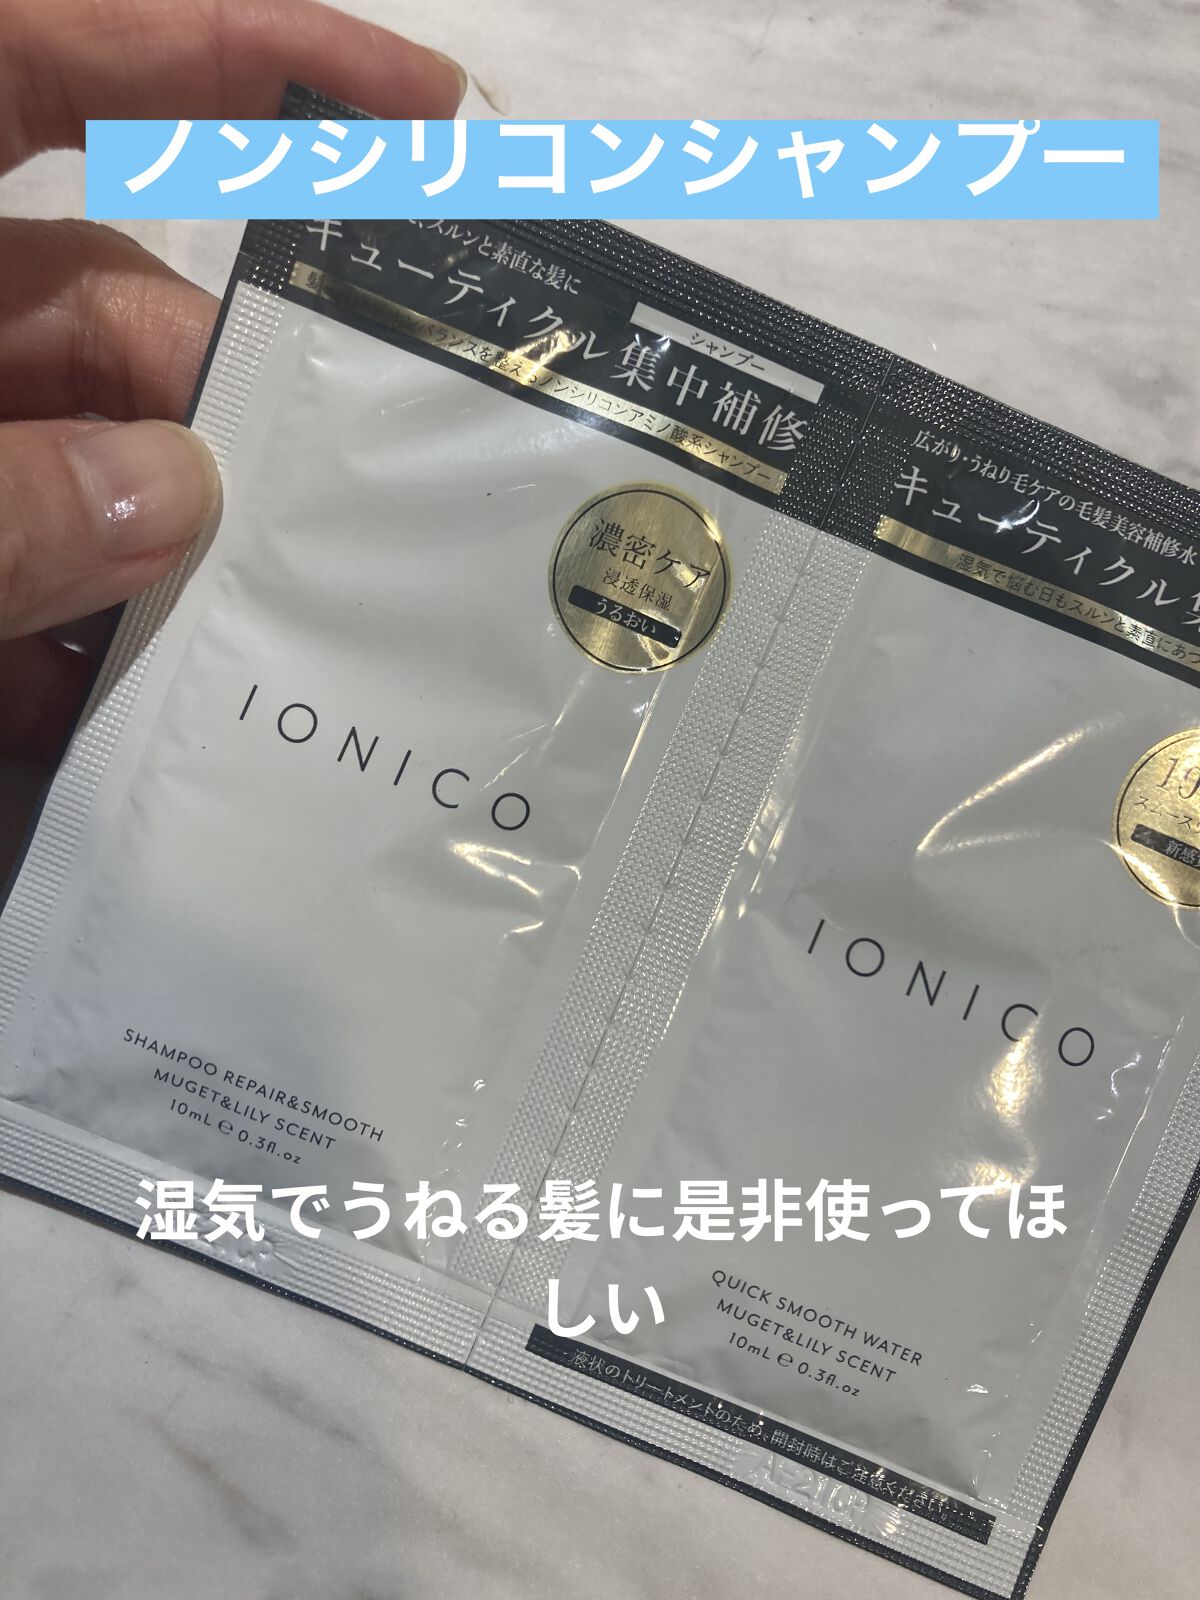 ノンシリコンシャンプー
スルンと素直な髪に
キューティクル集中補修
シャンプー
バランスを整えるノンシリコンアミノ酸系シャンプー
濃密ケア
浸透保湿
うるおい
IONICO
SHAMPOO REPAIR&SMOOTH
MUGET&LILY SCENT
10mL ℮ 0.3fl.oz
広がり・うねり毛ケアの毛髪美容補修水
キューティクル集
湿気で悩む日もスルンと素直にあつ
19
スムース
新感
IONICO
QUICK SMOOTH WATER
MUGET&LILY SCENT
10mL ℮ 0.3fl.oz
液状のトリートメントのため、開封時はご注意ください。
湿気でうねる髪に是非使ってほ
しい